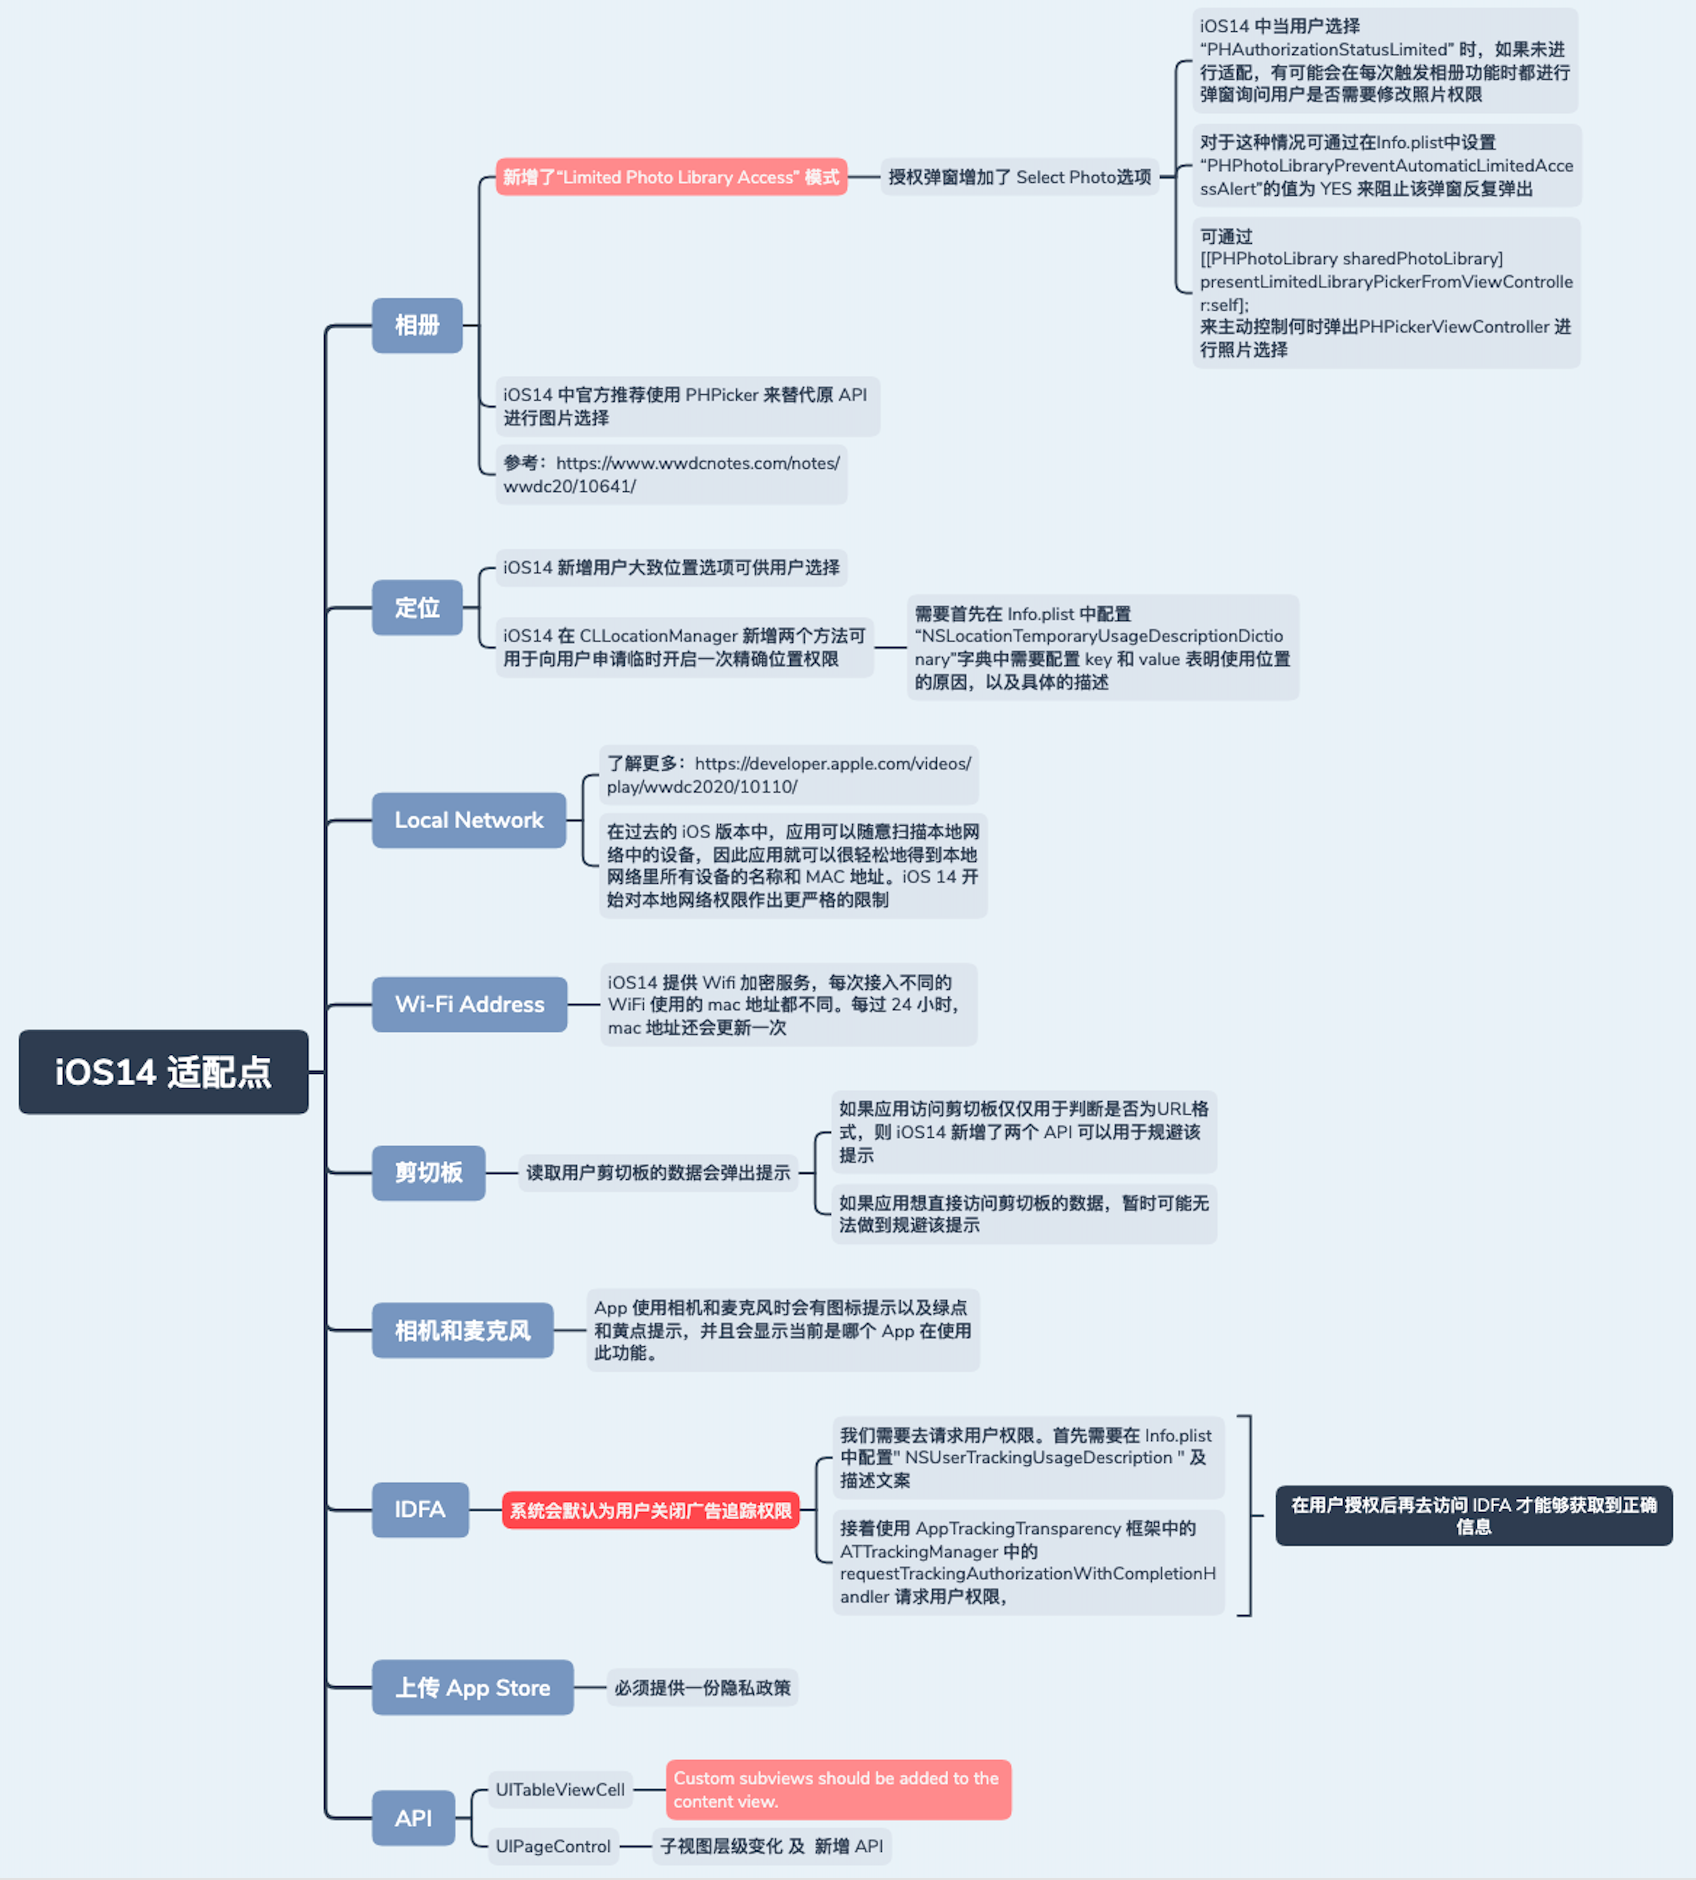 iOS14 适配点
相册
新增了“Limited Photo Library Access” 模式
授权弹窗增加了 Select Photo选项
iOS14 中当用户选择
“PHAuthorizationStatusLimited” 时，如果未进
行适配，有可能会在每次触发相册功能时都进行
弹窗询问用户是否需要修改照片权限
对于这种情况可通过在Info.plist中设置
“PHPhotoLibraryPreventAutomaticLimitedAcce
ssAlert”的值为 YES 来阻止该弹窗反复弹出
可通过
[[PHPhotoLibrary sharedPhotoLibrary]
presentLimitedLibraryPickerFromViewControlle
r:self];
来主动控制何时弹出PHPickerViewController 进
行照片选择
iOS14 中官方推荐使用 PHPicker 来替代原 API
进行图片选择
参考：https://www.wwdcnotes.com/notes/
wwdc20/10641/
定位
iOS14 新增用户大致位置选项可供用户选择
iOS14 在 CLLocationManager 新增两个方法可
用于向用户申请临时开启一次精确位置权限
需要首先在 Info.plist 中配置
“NSLocationTemporaryUsageDescriptionDictio
nary”字典中需要配置 key 和 value 表明使用位置
的原因，以及具体的描述
Local Network
了解更多：https://developer.apple.com/videos/
play/wwdc2020/10110/
在过去的 iOS 版本中，应用可以随意扫描本地网
络中的设备，因此应用就可以很轻松地得到本地
网络里所有设备的名称和 MAC 地址。iOS 14 开
始对本地网络权限作出更严格的限制
Wi-Fi Address
iOS14 提供 Wifi 加密服务，每次接入不同的
WiFi 使用的 mac 地址都不同。每过 24 小时，
mac 地址还会更新一次
剪切板
读取用户剪切板的数据会弹出提示
如果应用访问剪切板仅仅用于判断是否为URL格
式，则 iOS14 新增了两个 API 可以用于规避该
提示
如果应用想直接访问剪切板的数据，暂时可能无
法做到规避该提示
相机和麦克风
App 使用相机和麦克风时会有图标提示以及绿点
和黄点提示，并且会显示当前是哪个 App 在使用
此功能。
IDFA
系统会默认为用户关闭广告追踪权限
我们需要去请求用户权限。首先需要在 Info.plist
中配置" NSUserTrackingUsageDescription " 及
描述文案
接着使用 AppTrackingTransparency 框架中的
ATTrackingManager 中的
requestTrackingAuthorizationWithCompletionH
andler 请求用户权限，
在用户授权后再去访问 IDFA 才能够获取到正确
信息
上传 App Store
必须提供一份隐私政策
API
UITableViewCell
Custom subviews should be added to the
content view.
UIPageControl
子视图层级变化 及 新增 API